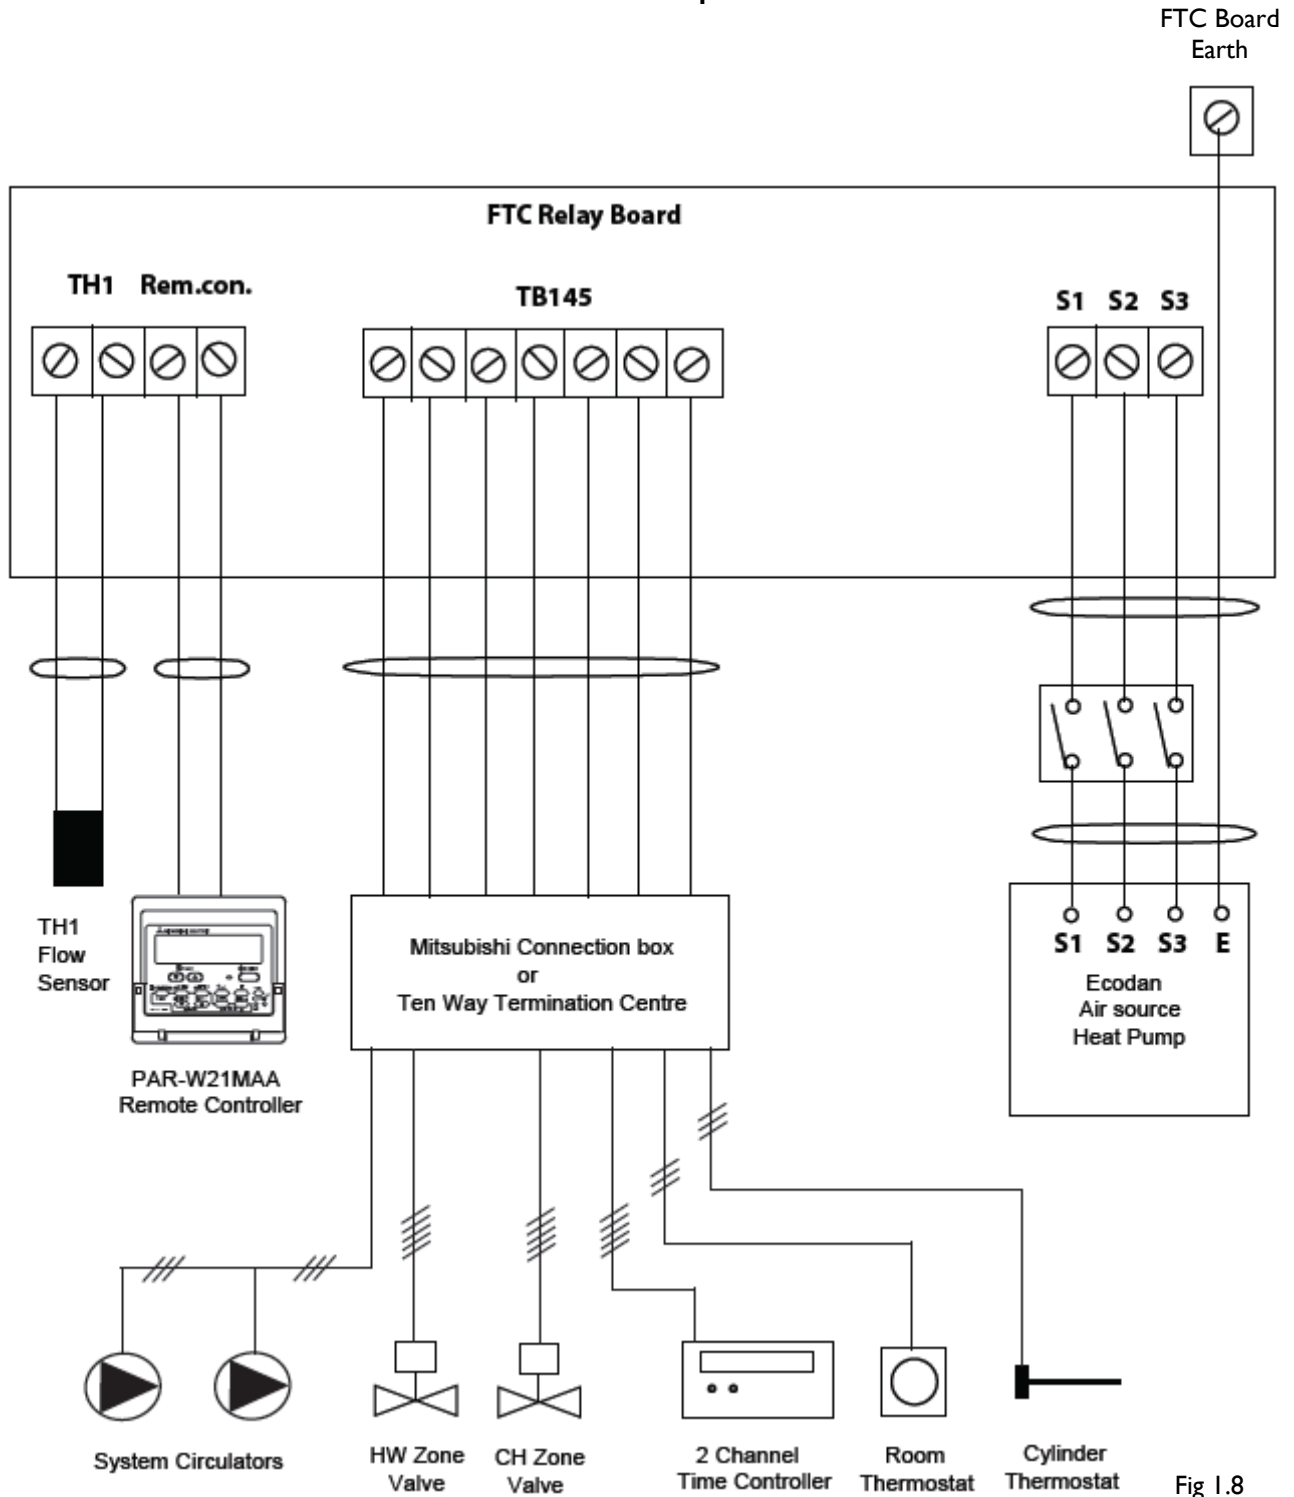 FTC Board
Earth
FTC Relay Board
TH1 Rem.con.
TB145
S1 S2 S3
TH1
Flow
Sensor
PAR-W21MAA
Remote Controller
Mitsubishi Connection box
or
Ten Way Termination Centre
S1 S2 S3 E
Ecodan
Air source
Heat Pump
System Circulators
HW Zone
Valve
CH Zone
Valve
2 Channel
Time Controller
Room
Thermostat
Cylinder
Thermostat
Fig 1.8